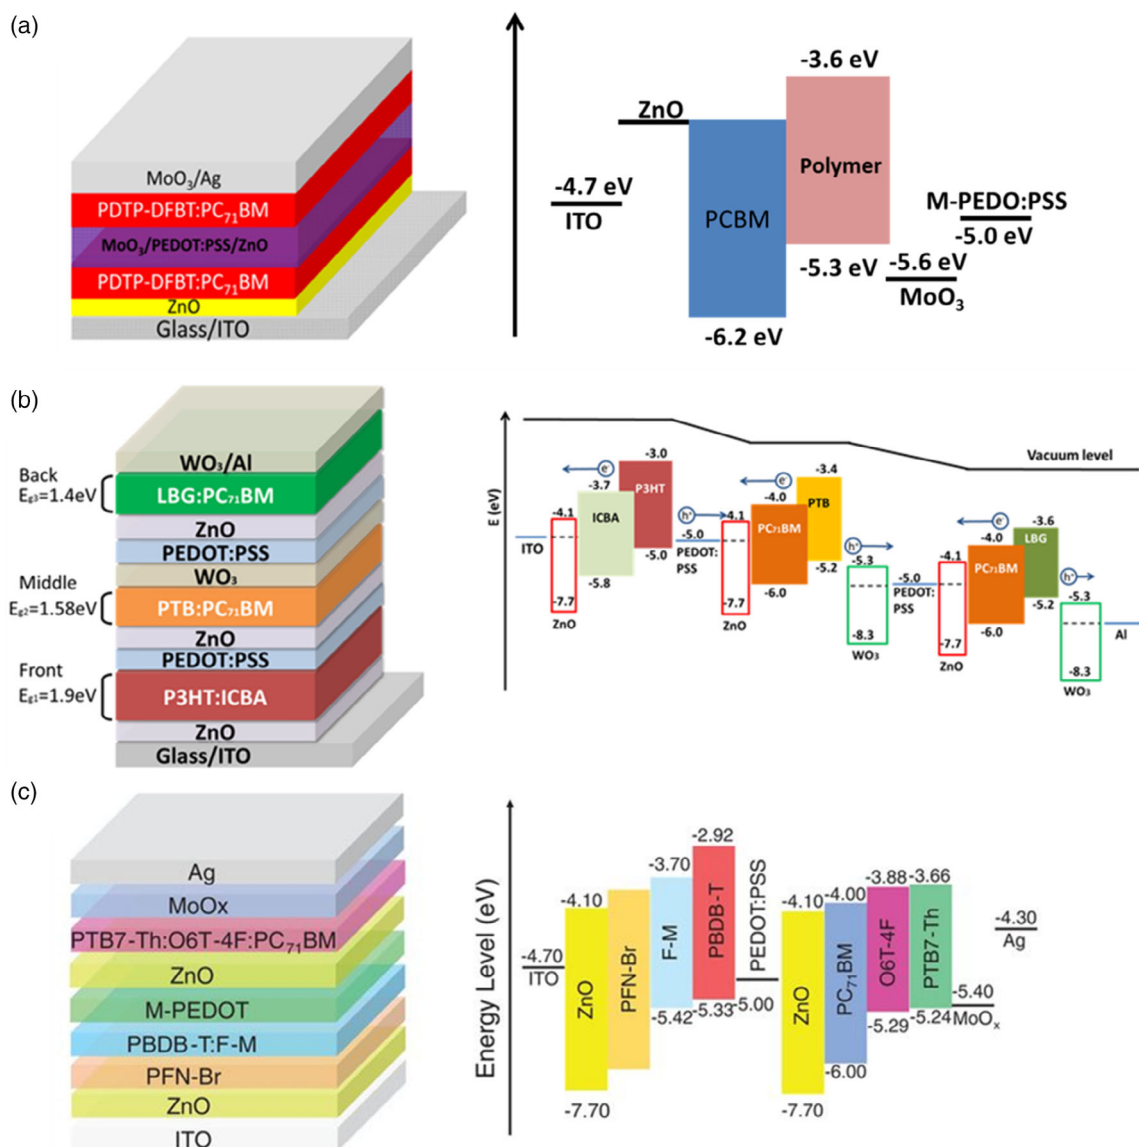 (a)
MoO₃/Ag
PDTP-DFBT:PC₇₁BM
MoO₃/PEDOT:PSS/ZnO
PDTP-DFBT:PC₇₁BM
ZnO
Glass/ITO
-3.6 eV
ZnO
Polymer
-4.7 eV
ITO
PCBM
M-PEDO:PSS
-5.0 eV
-5.3 eV
-5.6 eV
MoO₃
-6.2 eV
(b)
WO₃/Al
Back
E_g3=1.4eV
LBG:PC₇₁BM
ZnO
PEDOT:PSS
WO₃
Middle
E_g2=1.58eV
PTB:PC₇₁BM
ZnO
PEDOT:PSS
Front
E_g1=1.9eV
P3HT:ICBA
ZnO
Glass/ITO
E (eV)
Vacuum level
ITO
-4.1
-7.7
ZnO
-3.7
ICBA
-5.8
e⁻
-3.0
P3HT
-5.0
h⁺
-5.0
PEDOT:
PSS
-4.1
-7.7
ZnO
e⁻
-4.0
PC₇₁BM
-6.0
-3.4
PTB
-5.2
h⁺
-5.3
-8.3
WO₃
-5.0
PEDOT:
PSS
-4.1
-7.7
ZnO
e⁻
-4.0
PC₇₁BM
-6.0
-3.6
LBG
-5.2
h⁺
-5.3
-8.3
WO₃
Al
(c)
Ag
MoOx
PTB7-Th:O6T-4F:PC₇₁BM
ZnO
M-PEDOT
PBDB-T:F-M
PFN-Br
ZnO
ITO
Energy Level (eV)
-4.70
ITO
-4.10
ZnO
-7.70
PFN-Br
-3.70
F-M
-5.42
-2.92
PBDB-T
-5.33
PEDOT:PSS
-5.00
-4.10
ZnO
-7.70
-4.00
PC₇₁BM
-6.00
-3.88
O6T-4F
-5.29
-3.66
PTB7-Th
-5.24
-5.40
MoOₓ
-4.30
Ag